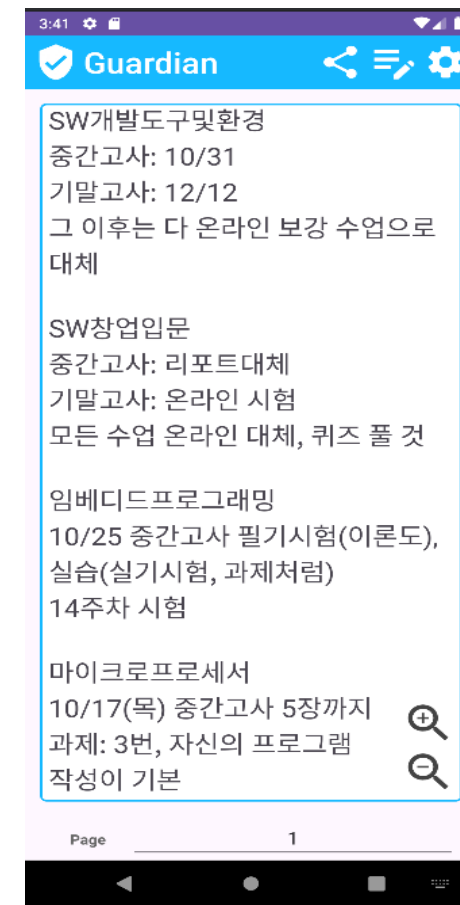 3:41
Guardian
SW개발도구및환경
중간고사: 10/31
기말고사: 12/12
그 이후는 다 온라인 보강 수업으로
대체
SW창업입문
중간고사: 리포트대체
기말고사: 온라인 시험
모든 수업 온라인 대체, 퀴즈 풀 것
임베디드프로그래밍
10/25 중간고사 필기시험(이론도),
실습(실기시험, 과제처럼)
14주차 시험
마이크로프로세서
10/17(목) 중간고사 5장까지
과제: 3번, 자신의 프로그램
작성이 기본
Page 1